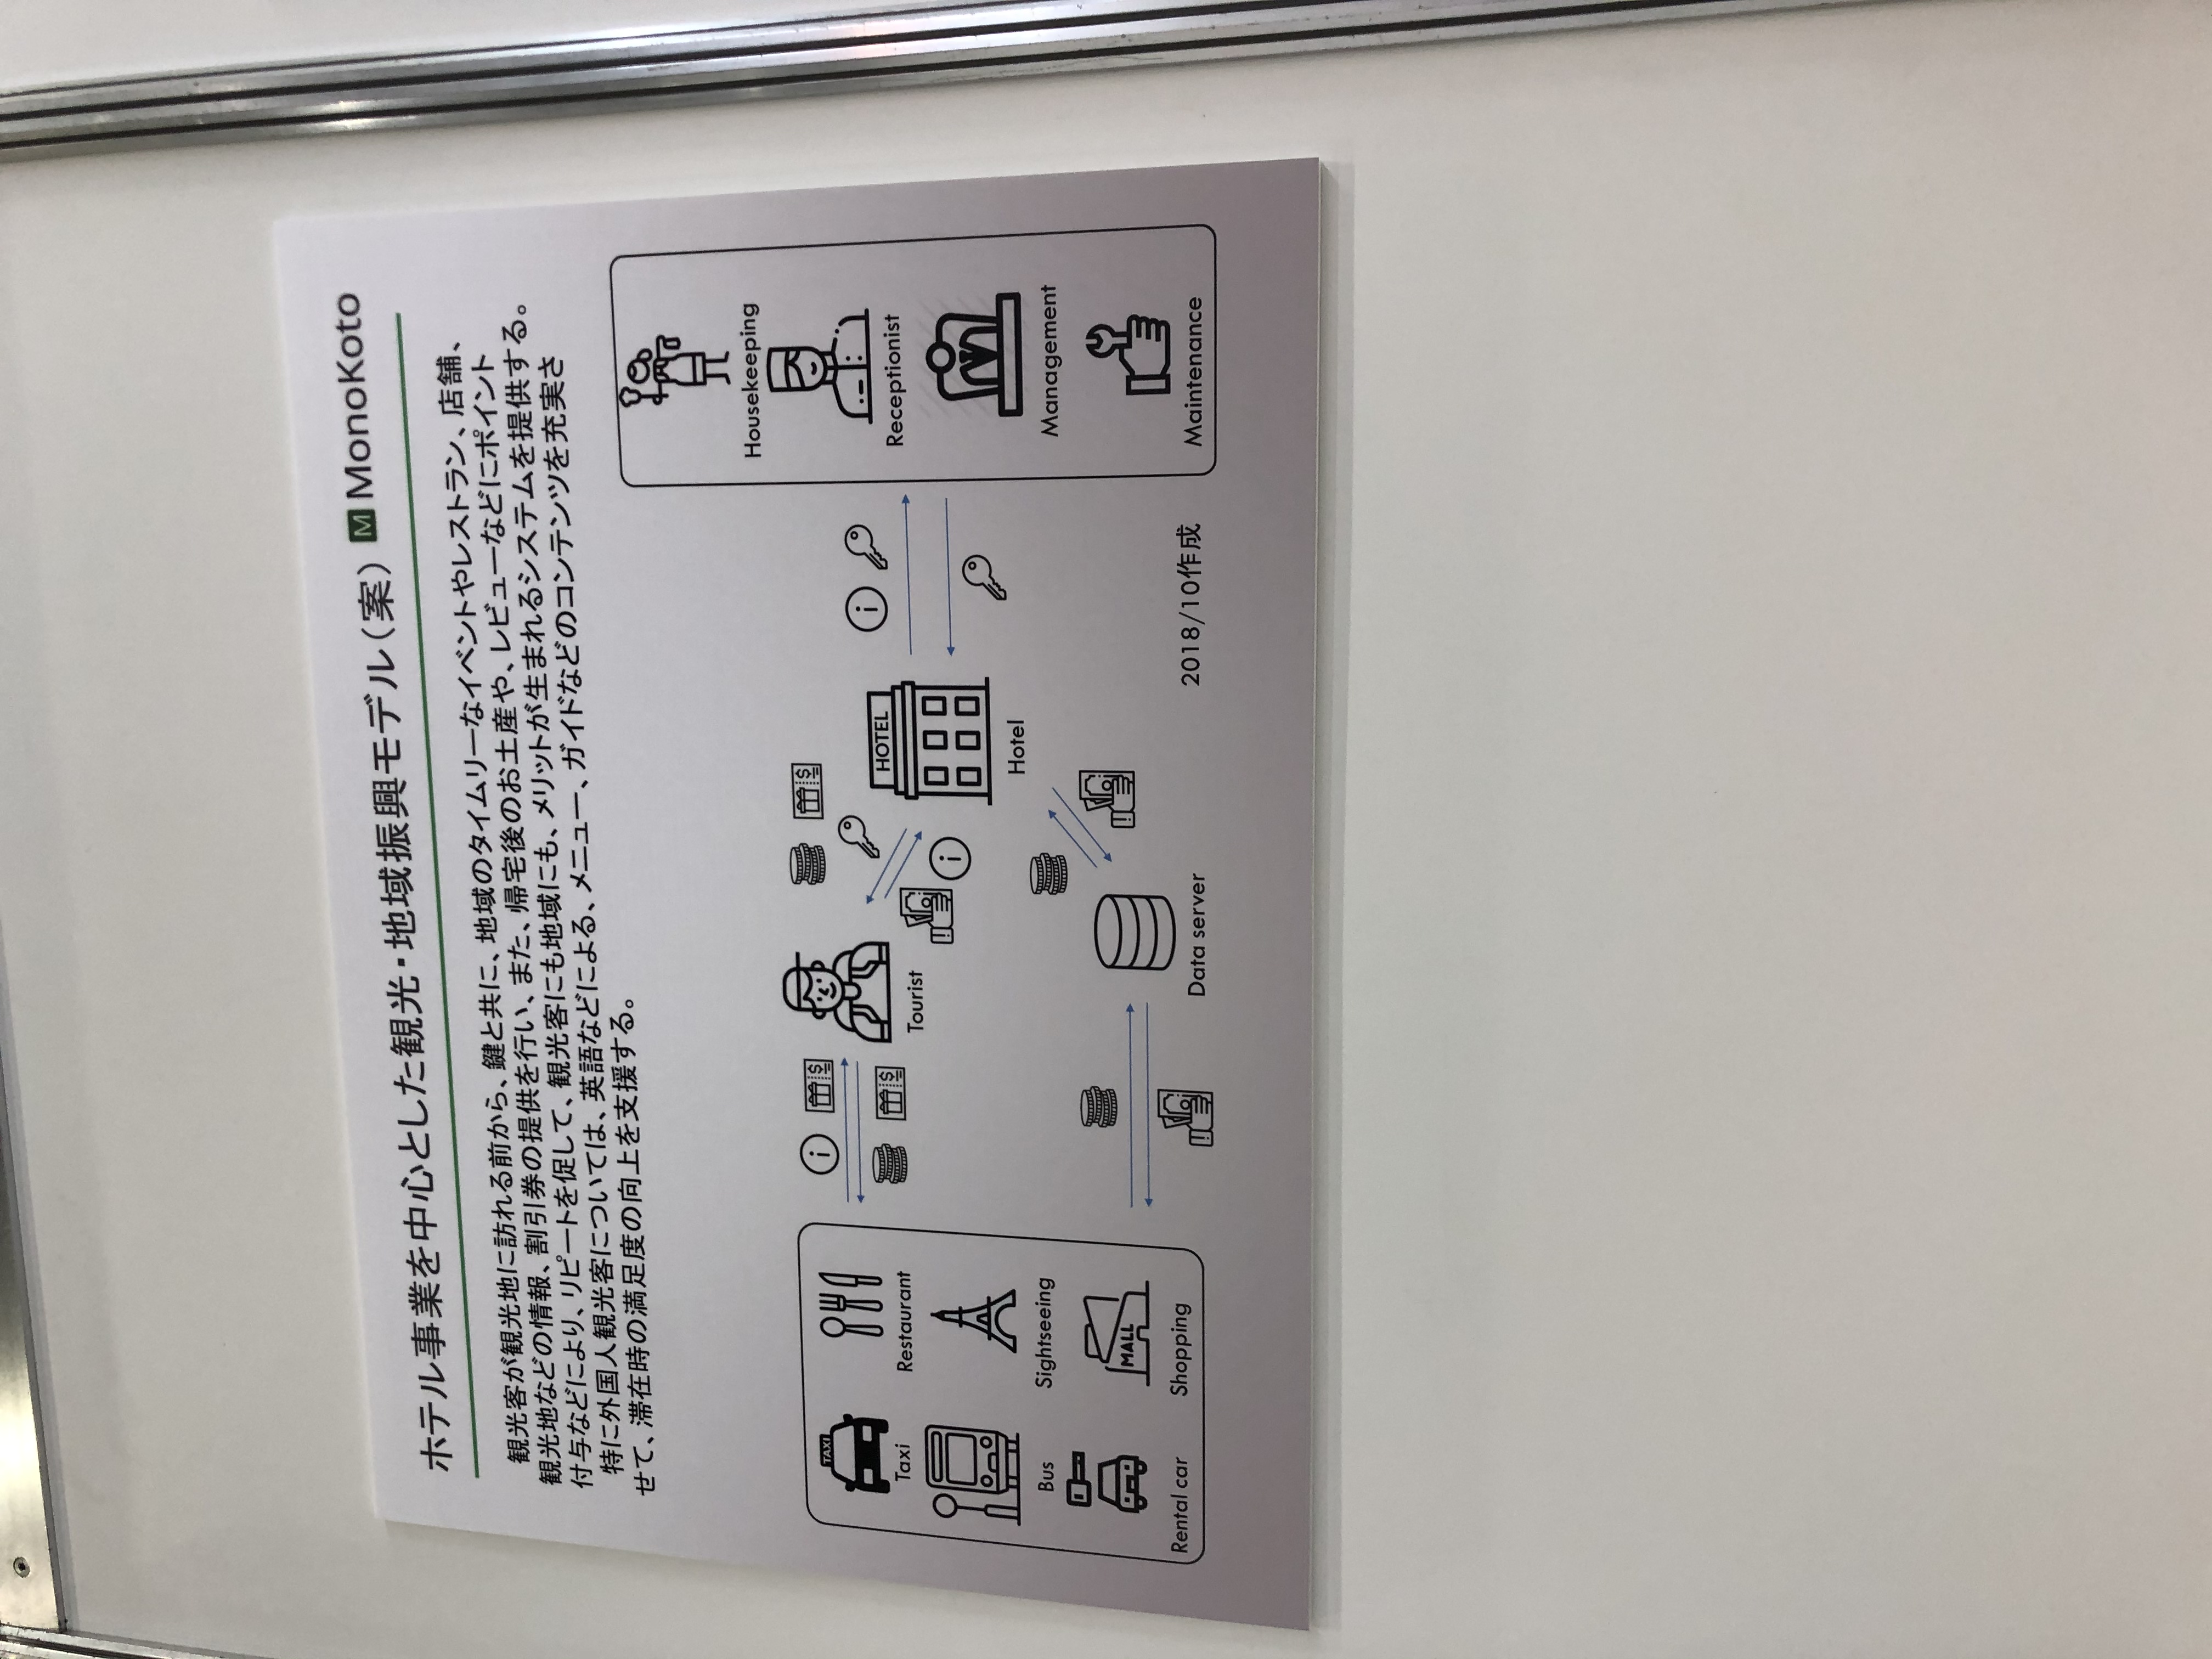 ホテル事業を中心とした観光・地域振興モデル（案） M MonoKoto
観光客が観光地に訪れる前から、鍵と共に、地域のタイムリーなイベントやレストラン、店舗、
観光地などの情報、割引券の提供を行い、また、帰宅後のお土産や、レビューなどにポイント
付与などにより、リピートを促して、観光客にも地域にも、メリットが生まれるシステムを提供する。
特に外国人観光客については、英語などによる、メニュー、ガイドなどのコンテンツを充実さ
せて、滞在時の満足度の向上を支援する。
TAXI
Taxi
Restaurant
Bus
Sightseeing
MALL
Rental car
Shopping
i
$
$
Tourist
$
i
HOTEL
Hotel
Data server
i
Housekeeping
Receptionist
Management
Maintenance
2018/10作成